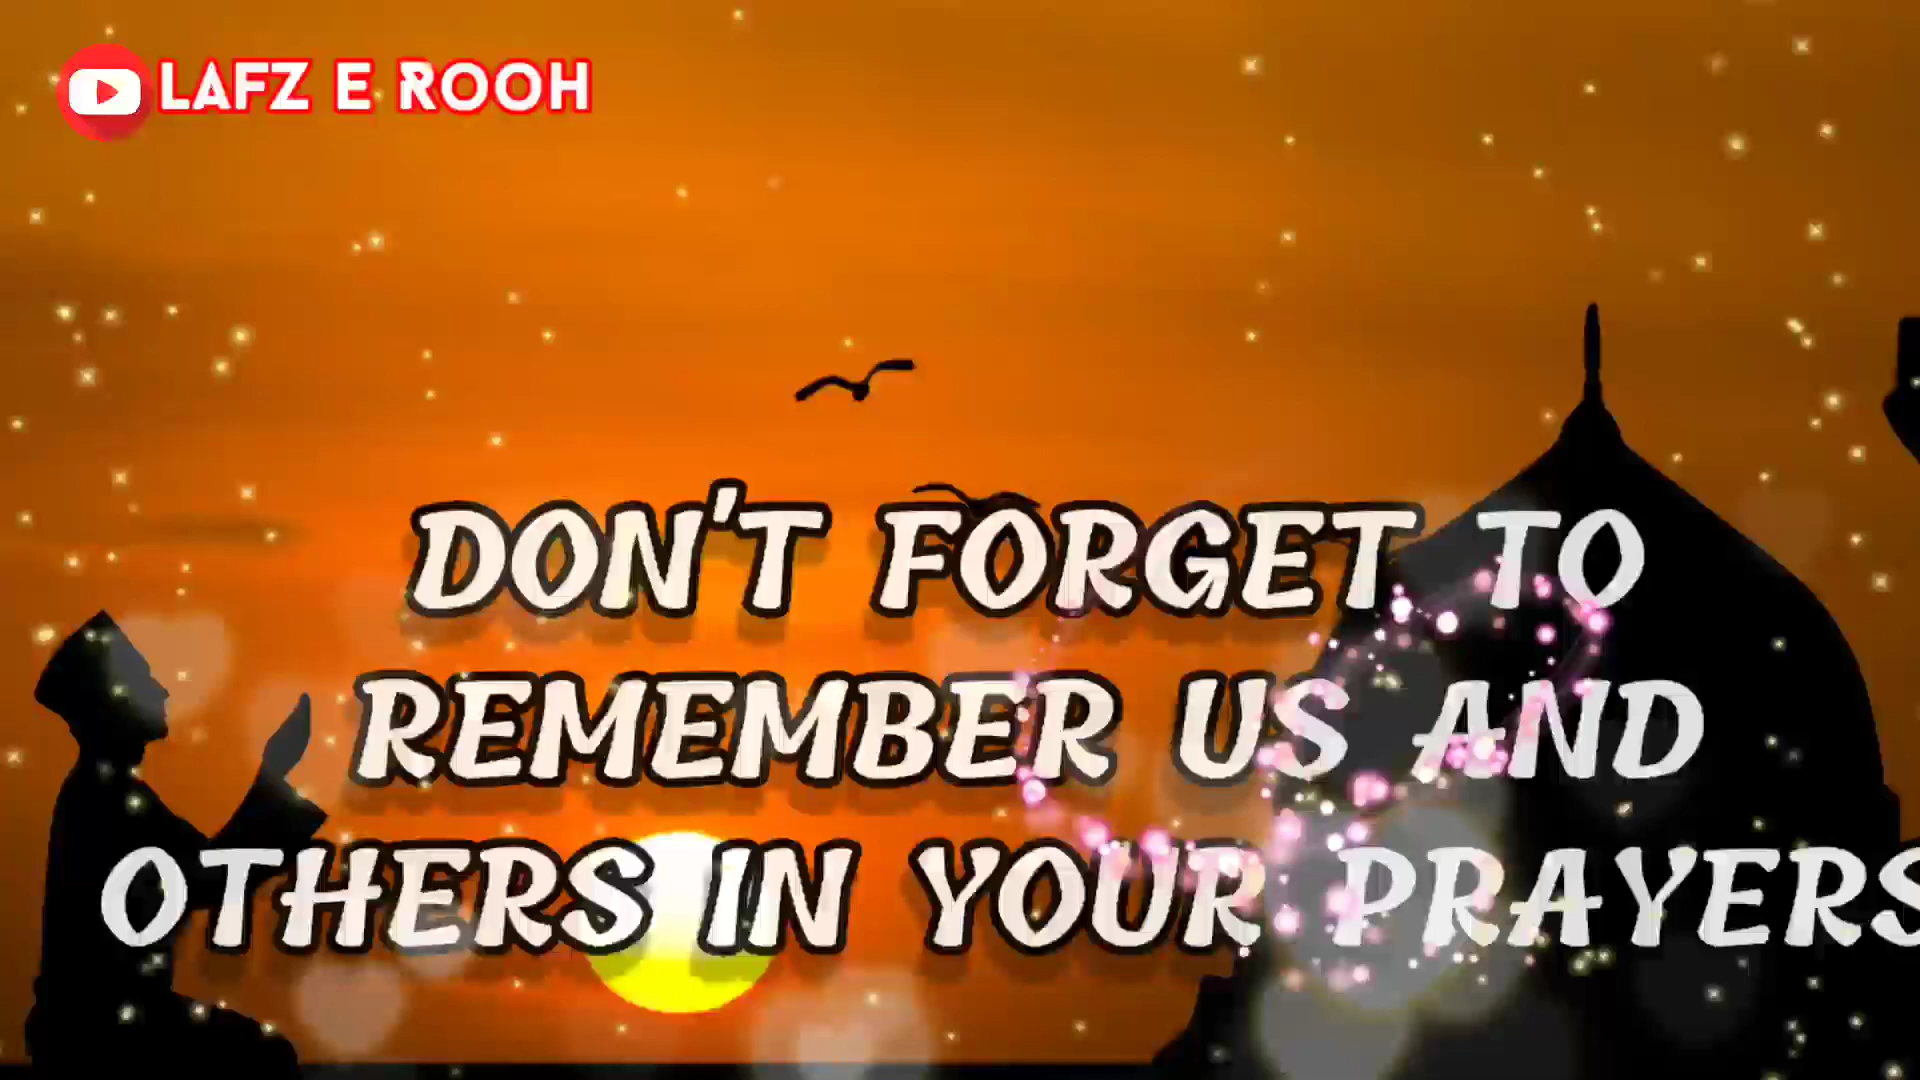 LAFZ E ROOH
DON'T FORGET TO
REMEMBER US AND
OTHERS IN YOUR PRAYERS